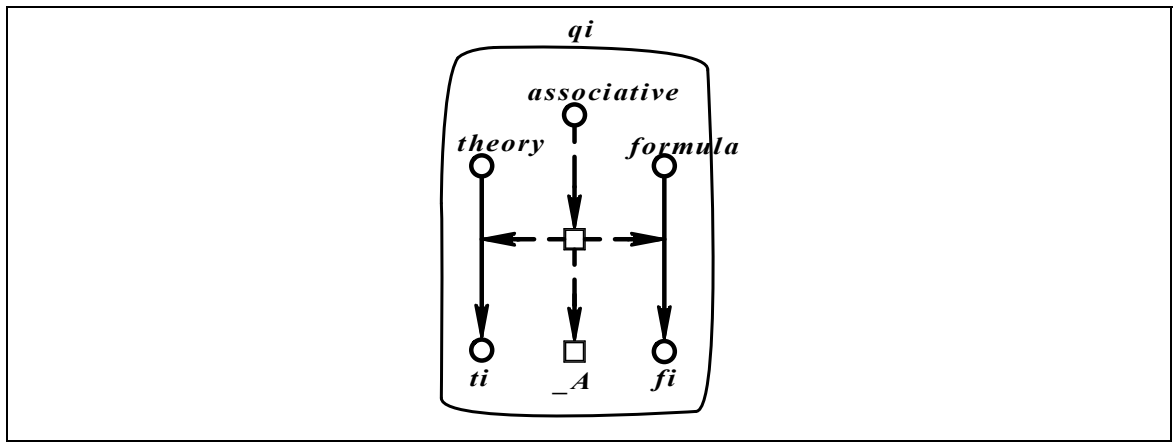 qi
associative
theory
formula
ti
_A
fi